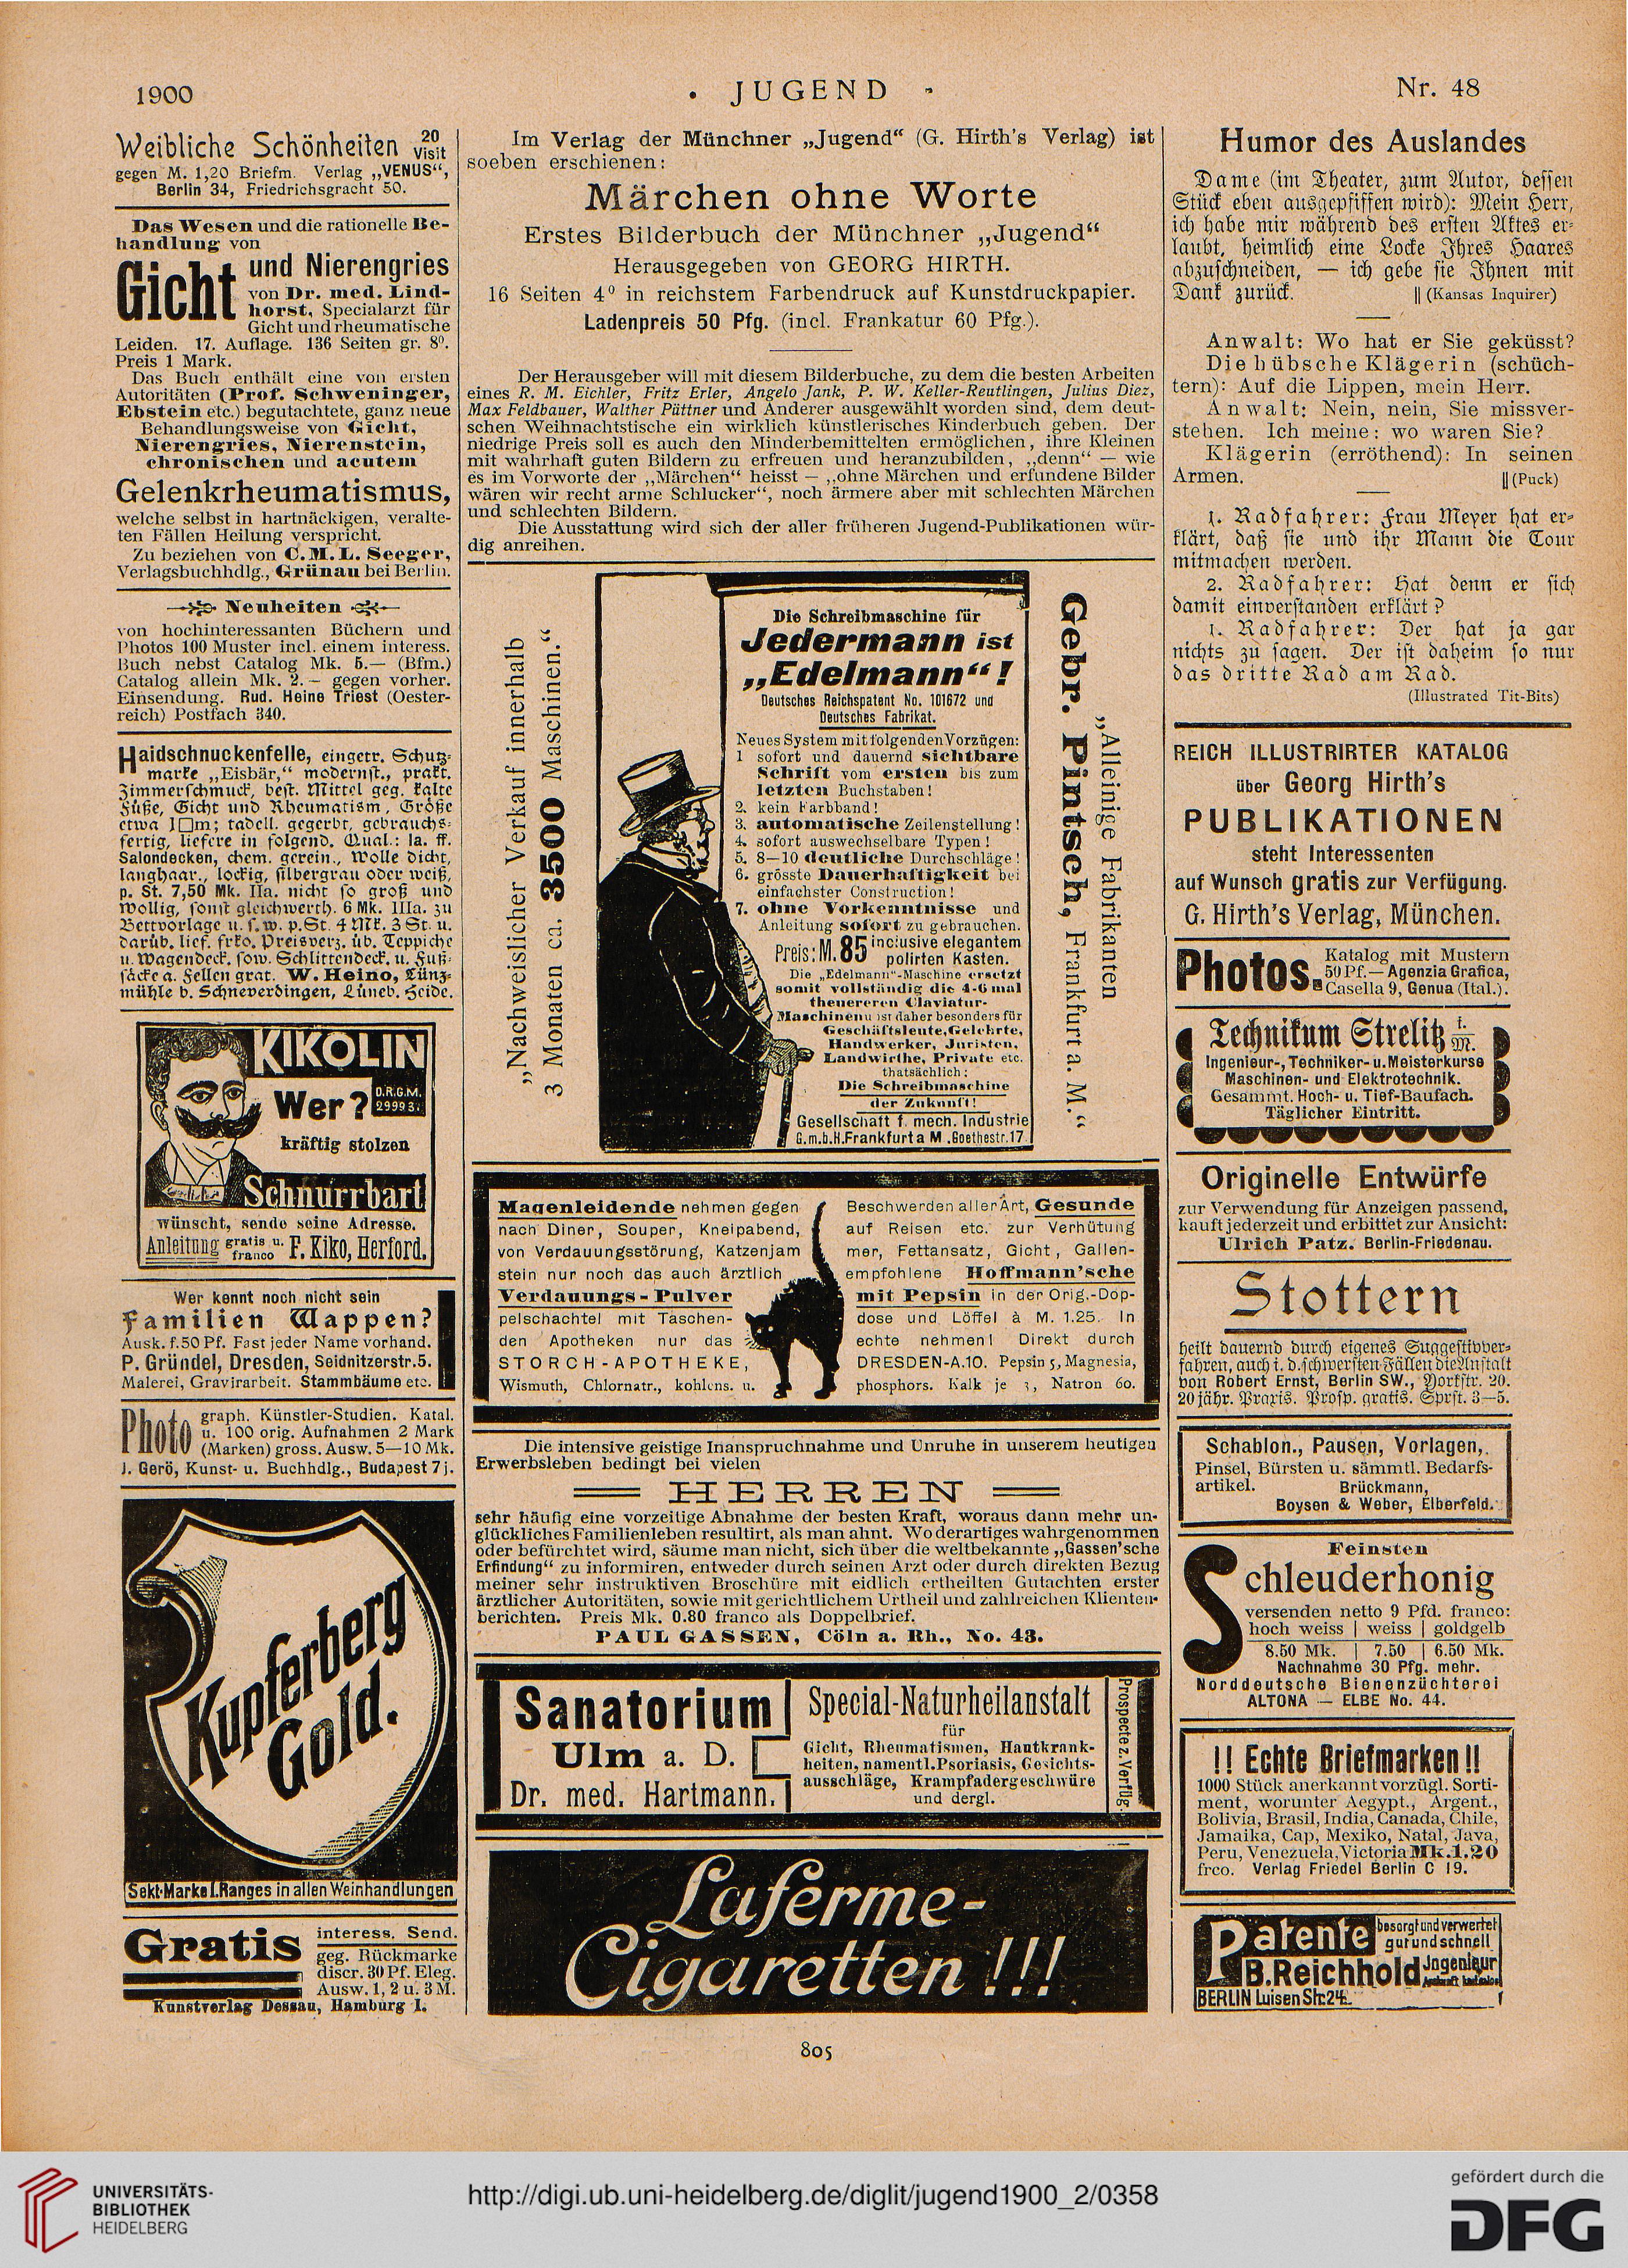 1900
· JUGEND ·
Nr. 48
Weibliche Schönheiten 20 Visit
gegen M. 1,20 Briefm. Verlag „VENUS“,
Berlin 34, Friedrichsgracht 50.
Das Wesen und die rationelle Be-
handlung von
Gicht und Nierengries
von Dr. med. Lind-
horst, Specialarzt für
Gicht und rheumatische
Leiden. 17. Auflage. 136 Seiten gr. 8⁰.
Preis 1 Mark.
Das Buch enthält eine von ersten
Autoritäten (Prof. Schweninger,
Ebstein etc.) begutachtete, ganz neue
Behandlungsweise von Gicht,
Nierengries, Nierenstein,
chronischen und acutem
Gelenkrheumatismus,
welche selbst in hartnäckigen, veralte-
ten Fällen Heilung verspricht.
Zu beziehen von C. M. L. Seeger,
Verlagsbuchhdlg., Grünau bei Berlin.
Neuheiten
von hochinteressanten Büchern und
Photos 100 Muster incl. einem interess.
Buch nebst Catalog Mk. 5.— (Bfm.)
Catalog allein Mk. 2.— gegen vorher.
Einsendung. Rud. Heine Triest (Oester-
reich) Postfach 340.
Haidschnuckenfelle, eingetr. Schutz-
marke „Eisbär,“ modernst., prakt.
Zimmerschmuck, best. Mittel geg. kalte
Füße, Gicht und Rheumatism, Größe
etwa 1□m; tadell. gegerbt, gebrauchs-
fertig, liefere in folgend. Qual.: Ia. ff.
Salondecken, chem. gerein., Wolle dicht,
langhaar., lockig, silbergrau oder weiß,
p. St. 7,50 Mk. IIa. nicht so groß und
wollig, sonst gleichwerth. 6 Mk. IIIa. zu
Bettvorlage u. s. w. p. St. 4 Mk. 3 St. u.
darüb. lief. frko. Preisverz. üb. Teppiche
u. Wagendeck. sow. Schlittendeck. u. Fuß-
säcke a. Fellen grat. W. Heino, Lünz-
mühle b. Schneverdingen, Lüneb. Heide.
KIKOLIN
Wer? D.R.G.M. 29993
kräftig stolzen
Schnurrbart
wünscht, sende seine Adresse.
Anleitung gratis u. franco F. Kiko, Herford.
Wer kennt noch nicht sein
Familien Wappen?
Ausk. f. 50 Pf. Fast jeder Name vorhand.
P. Gründel, Dresden, Seidnitzerstr. 5.
Malerei, Gravirarbeit. Stammbäume etc.
Photo graph. Künstler-Studien. Katal.
u. 100 orig. Aufnahmen 2 Mark
(Marken) gross. Ausw. 5—10 Mk.
J. Gerö, Kunst- u. Buchhdlg., Budapest 7 j.
Kupferberg
Gold.
Sekt-Marke I. Ranges in allen Weinhandlungen
Gratis interess. Send.
geg. Rückmarke
discr. 30 Pf. Eleg.
Ausw. 1, 2 u. 3 M.
Kunstverlag Dessau, Hamburg I.
Im Verlag der Münchner „Jugend“ (G. Hirth's Verlag) ist
soeben erschienen:
Märchen ohne Worte
Erstes Bilderbuch der Münchner „Jugend“
Herausgegeben von GEORG HIRTH.
16 Seiten 4⁰ in reichstem Farbendruck auf Kunstdruckpapier.
Ladenpreis 50 Pfg. (incl. Frankatur 60 Pfg.).
Der Herausgeber will mit diesem Bilderbuche, zu dem die besten Arbeiten
eines R. M. Eichler, Fritz Erler, Angelo Jank, P. W. Keller-Reutlingen, Julius Diez,
Max Feldbauer, Walther Püttner und Anderer ausgewählt worden sind, dem deut-
schen Weihnachtstische ein wirklich künstlerisches Kinderbuch geben. Der
niedrige Preis soll es auch den Minderbemittelten ermöglichen, ihre Kleinen
mit wahrhaft guten Bildern zu erfreuen und heranzubilden, „denn“ — wie
es im Vorworte der „Märchen“ heisst — „ohne Märchen und erfundene Bilder
wären wir recht arme Schlucker“, noch ärmere aber mit schlechten Märchen
und schlechten Bildern.
Die Ausstattung wird sich der aller früheren Jugend-Publikationen wür-
dig anreihen.
„Nachweislicher Verkauf innerhalb
3 Monaten ca. 3500 Maschinen.“
Die Schreibmaschine für
Jedermann ist
„Edelmann“!
Deutsches Reichspatent No. 101672 und
Deutsches Fabrikat.
Neues System mit folgenden Vorzügen:
1 sofort und dauernd sichtbare
Schrift vom ersten bis zum
letzten Buchstaben!
2. kein Farbband!
3. automatische Zeilenstellung!
4. sofort auswechselbare Typen!
5. 8—10 deutliche Durchschläge!
6. grösste Dauerhaftigkeit bei
einfachster Construction!
7. ohne Vorkenntnisse und
Anleitung sofort zu gebrauchen.
Preis: M. 85 inclusive elegantem
polirten Kasten.
Die „Edelmann“-Maschine ersetzt
somit vollständig die 4-6 mal
theuereren Claviatur-
Maschinen u ist daher besonders für
Geschäftsleute, Gelehrte,
Handwerker, Juristen,
Landwirthe, Private etc.
thatsächlich:
Die Schreibmaschine
der Zukunft!
Gesellschaft f. mech. Industrie
G.m.b.H. Frankfurt a M. Goethestr. 17
„Alleinige Fabrikanten
Gebr. Pintsch, Frankfurt a. M.“
Magenleidende nehmen gegen Beschwerden aller Art, Gesunde
nach Diner, Souper, Kneipabend, auf Reisen etc. zur Verhütung
von Verdauungsstörung, Katzenjam mer, Fettansatz, Gicht, Gallen-
stein nur noch das auch ärztlich empfohlene Hoffmann'sche
Verdauungs-Pulver mit Pepsin in der Orig.-Dop-
pelschachtel mit Taschen- dose und Löffel à M. 1.25. In
den Apotheken nur das echte nehmen! Direkt durch
STORCH-APOTHEKE, DRESDEN-A.10. Pepsin 5, Magnesia,
Wismuth, Chlornatr., kohlens. u. phosphors. Kalk je 3, Natron 60.
Die intensive geistige Inanspruchnahme und Unruhe in unserem heutigen
Erwerbsleben bedingt bei vielen
HERREN
sehr häufig eine vorzeitige Abnahme der besten Kraft, woraus dann mehr un-
glückliches Familienleben resultirt, als man ahnt. Wo derartiges wahrgenommen
oder befürchtet wird, säume man nicht, sich über die weltbekannte „Gassen'sche
Erfindung“ zu informiren, entweder durch seinen Arzt oder durch direkten Bezug
meiner sehr instruktiven Broschüre mit eidlich ertheilten Gutachten erster
ärztlicher Autoritäten, sowie mit gerichtlichem Urtheil und zahlreichen Klienten-
berichten. Preis Mk. 0.80 franco als Doppelbrief.
PAUL GASSEN, Cöln a. Rh., No. 43.
Sanatorium
Ulm a. D.
Dr. med. Hartmann.
Special-Naturheilanstalt
für
Gicht, Rheumatismen, Hautkrank-
heiten, namentl. Psoriasis, Gesichts-
ausschläge, Krampfadergeschwüre
und dergl.
Prospecte z. Verfüg.
Laferme-
Cigaretten!!!
Humor des Auslandes
Dame (im Theater, zum Autor, dessen
Stück eben ausgepfiffen wird): Mein Herr,
ich habe mir während des ersten Aktes er-
laubt, heimlich eine Locke Ihres Haares
abzuschneiden, — ich gebe sie Ihnen mit
Dank zurück. || (Kansas Inquirer)
Anwalt: Wo hat er Sie geküsst?
Die hübsche Klägerin (schüch-
tern): Auf die Lippen, mein Herr.
Anwalt: Nein, nein, Sie missver-
stehen. Ich meine: wo waren Sie?
Klägerin (erröthend): In seinen
Armen. || (Puck)
1. Radfahrer: Frau Meyer hat er-
klärt, daß sie und ihr Mann die Tour
mitmachen werden.
2. Radfahrer: Hat denn er sich
damit einverstanden erklärt?
1. Radfahrer: Der hat ja gar
nichts zu sagen. Der ist daheim so nur
das dritte Rad am Rad.
(Illustrated Tit-Bits)
REICH ILLUSTRIRTER KATALOG
über Georg Hirth's
PUBLIKATIONEN
steht Interessenten
auf Wunsch gratis zur Verfügung.
G. Hirth's Verlag, München.
Photos. Katalog mit Mustern
50 Pf.— Agenzia Grafica,
Casella 9, Genua (Ital.).
Technikum Strelitz i. M.
Ingenieur-, Techniker- u. Meisterkurse
Maschinen- und Elektrotechnik.
Gesammt. Hoch- u. Tief-Baufach.
Täglicher Eintritt.
Originelle Entwürfe
zur Verwendung für Anzeigen passend,
kauft jederzeit und erbittet zur Ansicht:
Ulrich Patz. Berlin-Friedenau.
Stottern
heilt dauernd durch eigenes Suggestivver-
fahren, auch i. d. schwersten Fällen die Anstalt
von Robert Ernst, Berlin SW., Yorkstr. 20.
20 jähr. Praxis. Prosp. gratis. Sprst. 3—5.
Schablon., Pausen, Vorlagen,
Pinsel, Bürsten u. sämmtl. Bedarfs-
artikel. Brückmann,
Boysen & Weber, Elberfeld.
Feinsten
Schleuderhonig
versenden netto 9 Pfd. franco:
hoch weiss | weiss | goldgelb
8.50 Mk. | 7.50 | 6.50 Mk.
Nachnahme 30 Pfg. mehr.
Norddeutsche Bienenzüchterei
ALTONA — ELBE No. 44.
!! Echte Briefmarken !!
1000 Stück anerkannt vorzügl. Sorti-
ment, worunter Aegypt., Argent.,
Bolivia, Brasil, India, Canada, Chile,
Jamaika, Cap, Mexiko, Natal, Java,
Peru, Venezuela, Victoria Mk. 1.20
frco. Verlag Friedel Berlin C 19.
Patente besorgt und verwertet
gut und schnell
B. Reichhold Ingenieur
BERLIN Luisen Str. 24.
805
UNIVERSITÄTS-
BIBLIOTHEK
HEIDELBERG
http://digi.ub.uni-heidelberg.de/diglit/jugend1900_2/0358
gefördert durch die
DFG